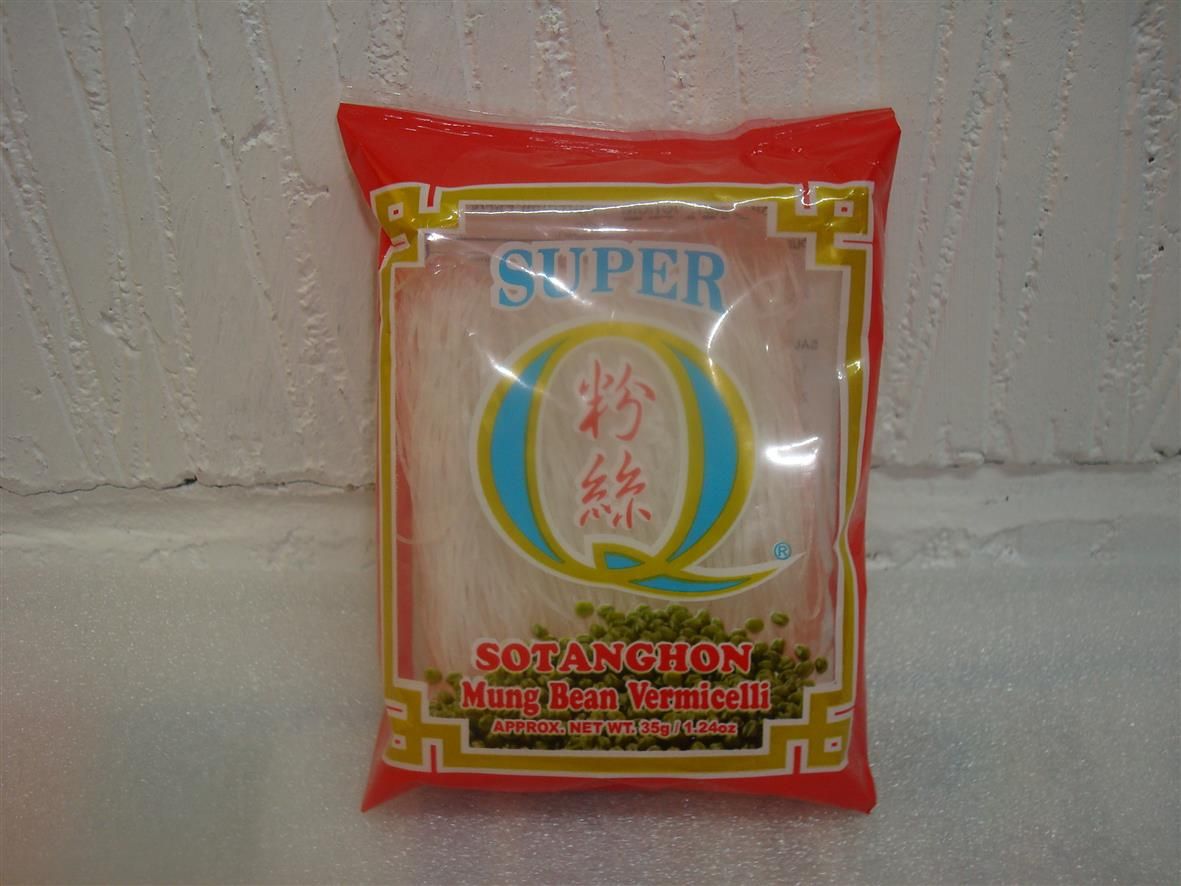 SUPER
Q
粉
絲
®
SOTANGHON
Mung Bean Vermicelli
APPROX. NET WT. 35g / 1.24oz